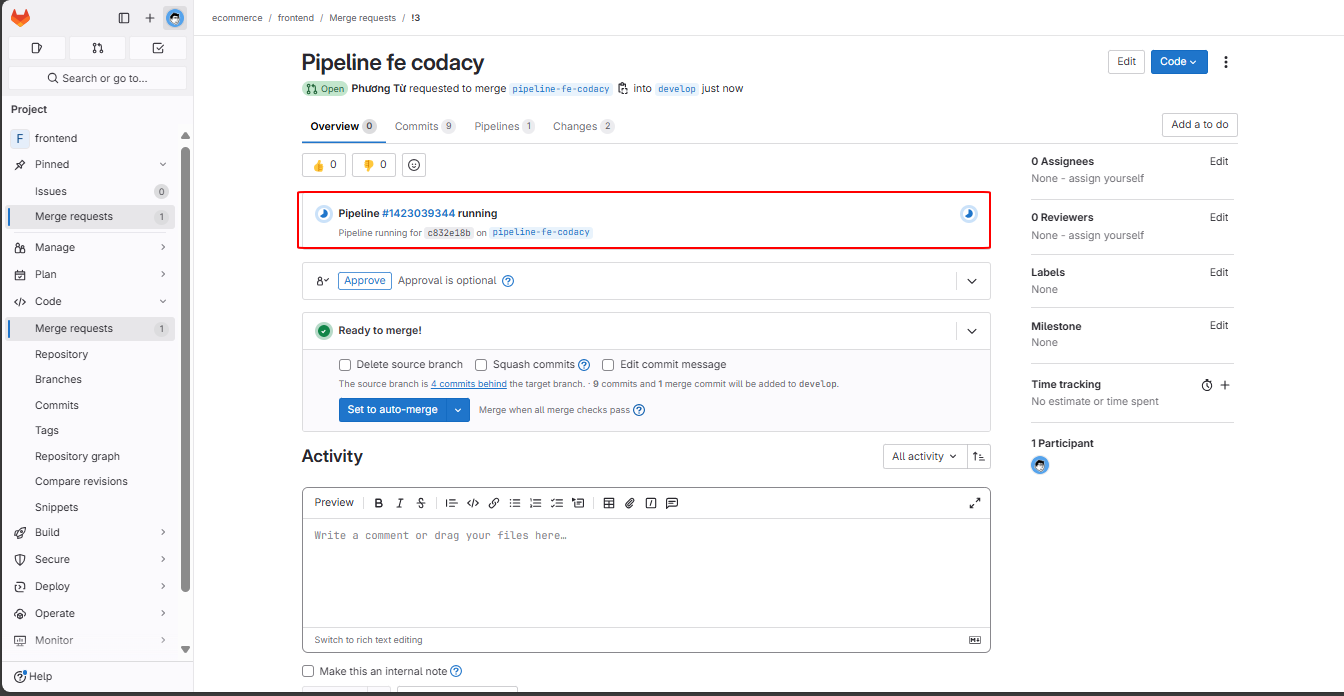 Search or go to...
Project
F frontend
Pinned
Issues 0
Merge requests 1
Manage
Plan
Code
Merge requests 1
Repository
Branches
Commits
Tags
Repository graph
Compare revisions
Snippets
Build
Secure
Deploy
Operate
Monitor
Help
ecommerce / frontend / Merge requests / !3
Pipeline fe codacy
Edit
Code
Open Phương Từ requested to merge pipeline-fe-codacy into develop just now
Overview 0 Commits 9 Pipelines 1 Changes 2
Add a to do
0 0
Pipeline #1423039344 running
Pipeline running for c832e18b on pipeline-fe-codacy
Approve Approval is optional
Ready to merge!
Delete source branch Squash commits Edit commit message
The source branch is 4 commits behind the target branch. · 9 commits and 1 merge commit will be added to develop.
Set to auto-merge Merge when all merge checks pass
Activity
All activity
Preview B I S
Write a comment or drag your files here…
Switch to rich text editing
Make this an internal note
0 Assignees Edit
None - assign yourself
0 Reviewers Edit
None - assign yourself
Labels Edit
None
Milestone Edit
None
Time tracking
No estimate or time spent
1 Participant